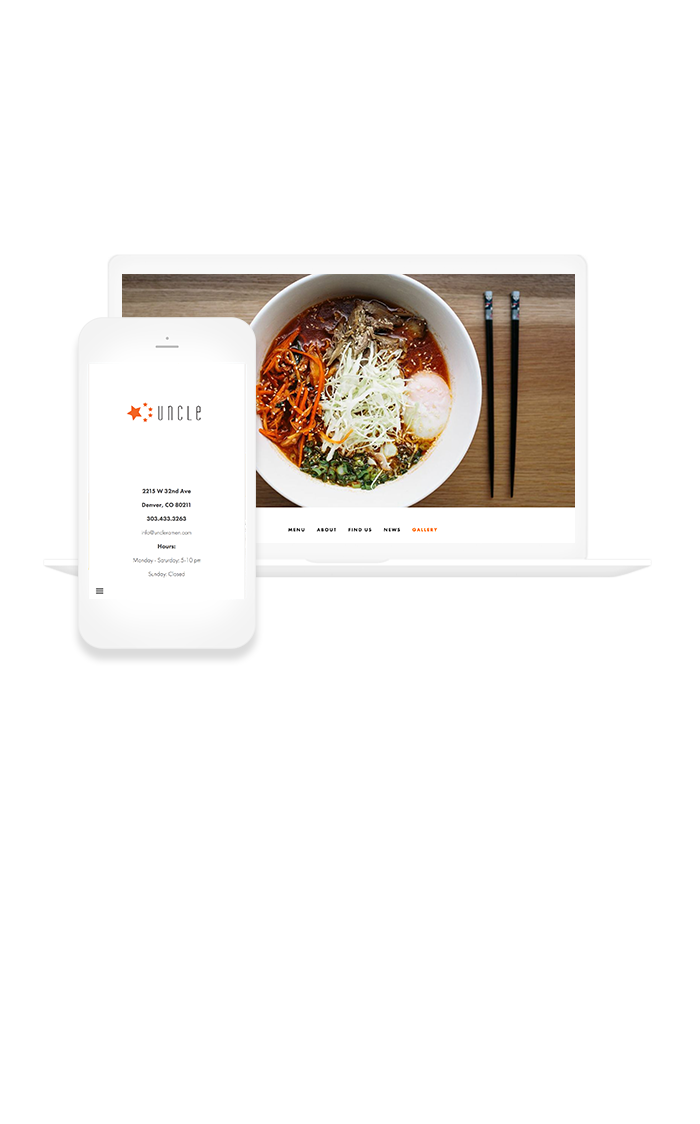 UNCLE
2215 W 32nd Ave
Denver, CO 80211
303.433.3263
info@uncleramen.com
Hours:
Monday - Saturday: 5-10 pm
Sunday: Closed
MENU ABOUT FIND US NEWS GALLERY